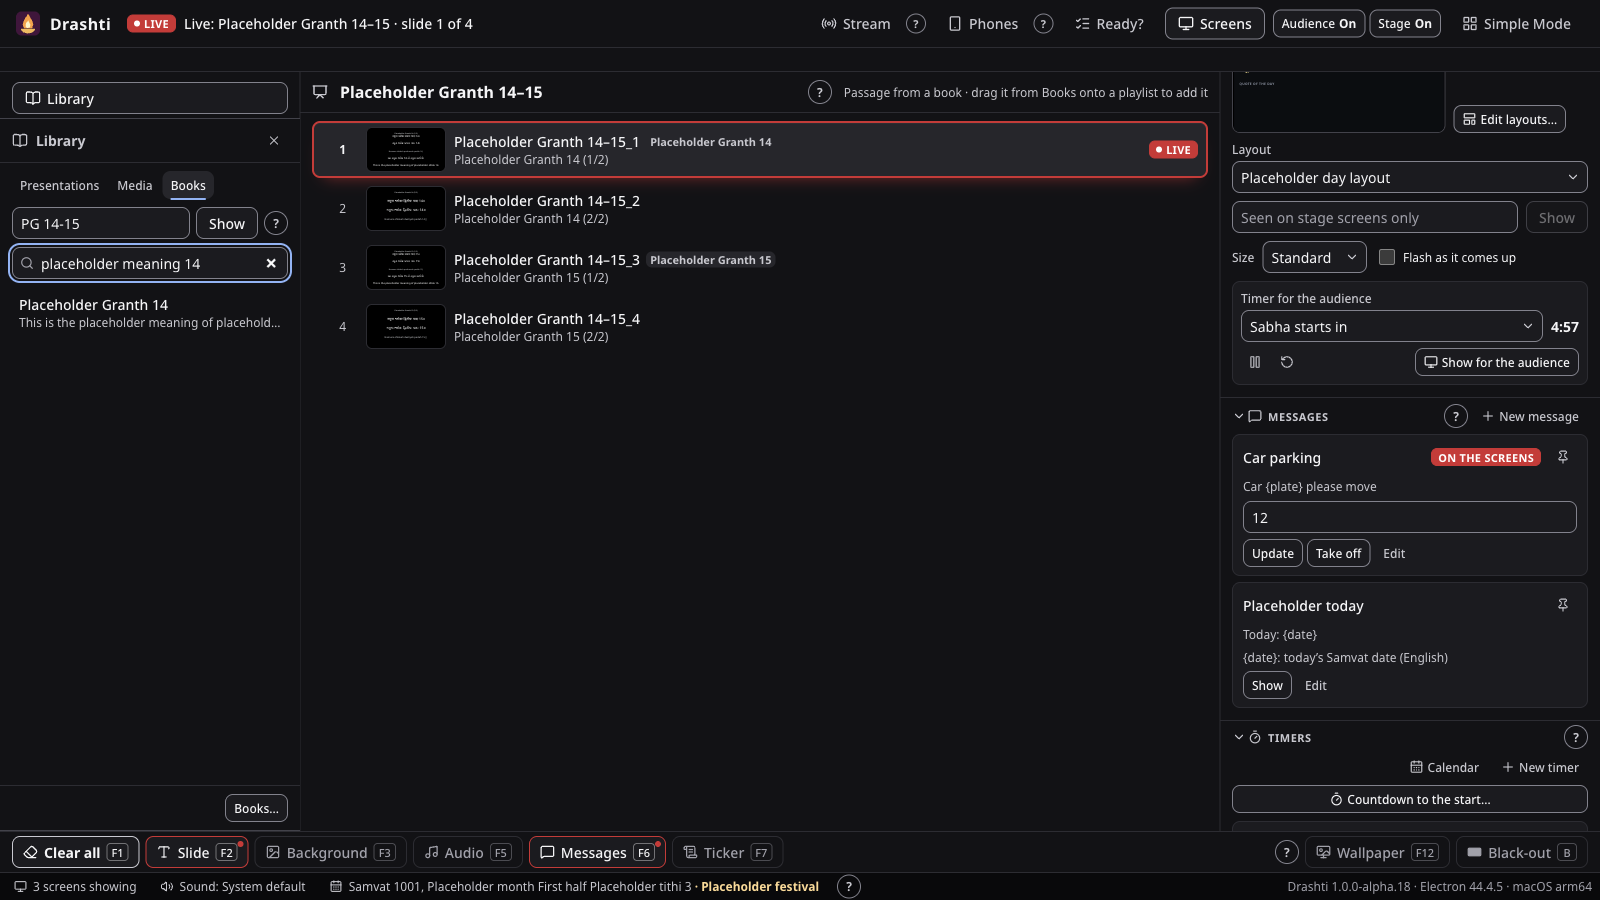 Drashti
LIVE
Live: Placeholder Granth 14–15 · slide 1 of 4
Stream
?
Phones
?
Ready?
Screens
Audience On
Stage On
Simple Mode
Library
Library
Presentations
Media
Books
PG 14-15
Show
?
placeholder meaning 14
Placeholder Granth 14
This is the placeholder meaning of placehold...
Books...
Placeholder Granth 14–15
?
Passage from a book · drag it from Books onto a playlist to add it
1
Placeholder Granth 14–15_1
Placeholder Granth 14
Placeholder Granth 14 (1/2)
LIVE
2
Placeholder Granth 14–15_2
Placeholder Granth 14 (2/2)
3
Placeholder Granth 14–15_3
Placeholder Granth 15
Placeholder Granth 15 (1/2)
4
Placeholder Granth 14–15_4
Placeholder Granth 15 (2/2)
QUOTE OF THE DAY
Edit layouts...
Layout
Placeholder day layout
Seen on stage screens only
Show
Size
Standard
Flash as it comes up
Timer for the audience
Sabha starts in
4:57
Show for the audience
MESSAGES
?
New message
Car parking
ON THE SCREENS
Car {plate} please move
12
Update
Take off
Edit
Placeholder today
Today: {date}
{date}: today’s Samvat date (English)
Show
Edit
TIMERS
?
Calendar
New timer
Countdown to the start...
Clear all F1
Slide F2
Background F3
Audio F5
Messages F6
Ticker F7
?
Wallpaper F12
Black-out B
3 screens showing
Sound: System default
Samvat 1001, Placeholder month First half Placeholder tithi 3 · Placeholder festival
?
Drashti 1.0.0-alpha.18 · Electron 44.4.5 · macOS arm64